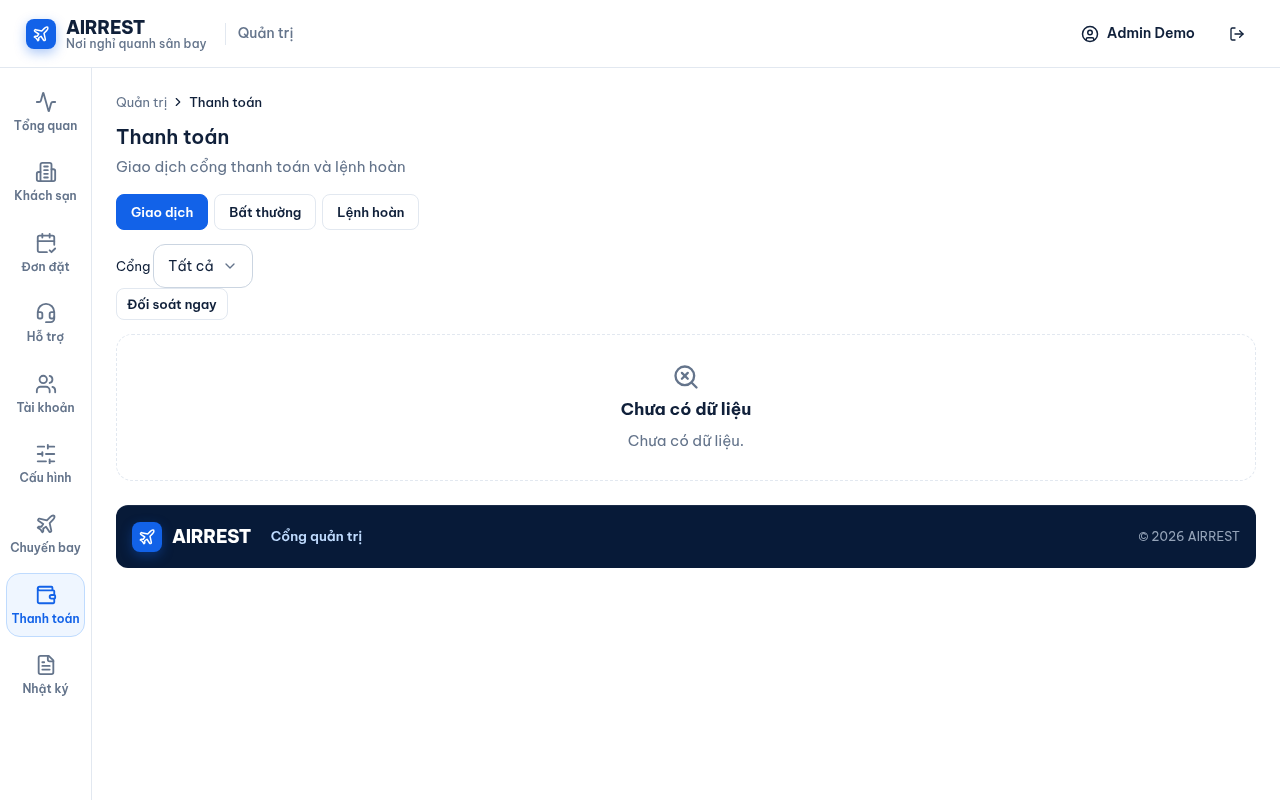 AIRREST
Nơi nghỉ quanh sân bay
Quản trị
Admin Demo
Tổng quan
Khách sạn
Đơn đặt
Hỗ trợ
Tài khoản
Cấu hình
Chuyến bay
Thanh toán
Nhật ký
Quản trị > Thanh toán
Thanh toán
Giao dịch cổng thanh toán và lệnh hoàn
Giao dịch
Bất thường
Lệnh hoàn
Cổng Tất cả
Đối soát ngay
Chưa có dữ liệu
Chưa có dữ liệu.
AIRREST
Cổng quản trị
© 2026 AIRREST